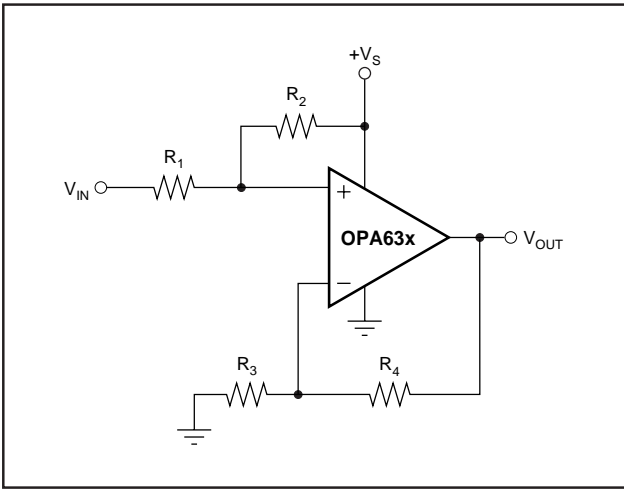 +V_S
R_2
R_1
V_IN
+
OPA63x
V_OUT
−
R_3
R_4